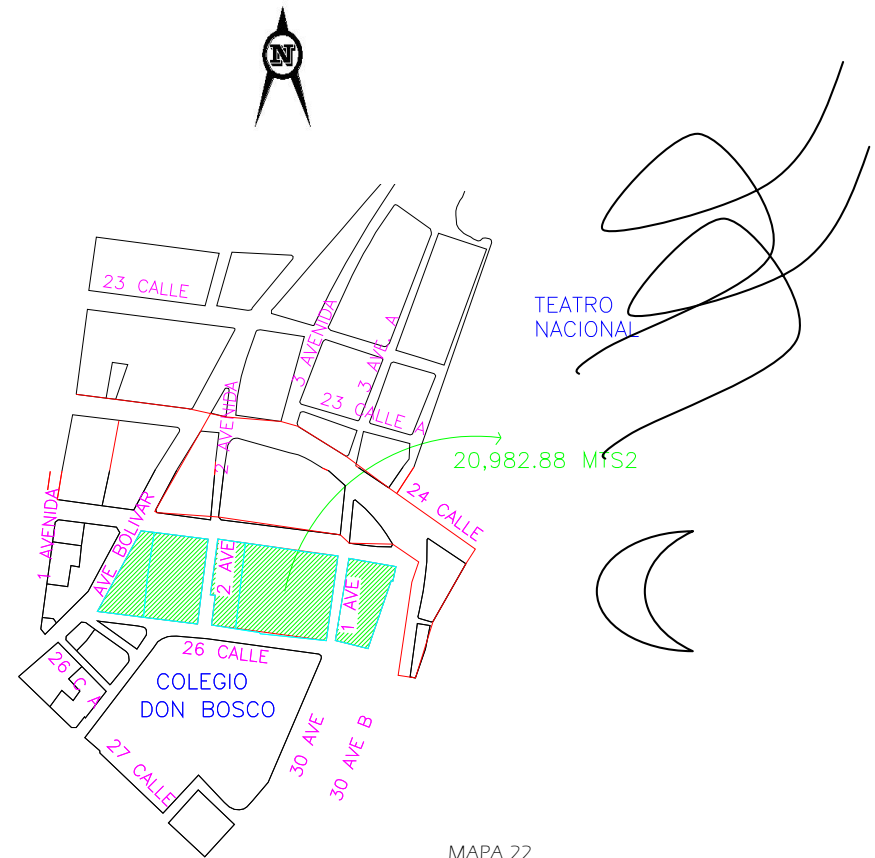 N
23 CALLE
3 AVENIDA
3 AVE. A
TEATRO
NACIONAL
23 CALLE A
2 AVENIDA
20,982.88 MTS2
24 CALLE
1 AVENIDA
AVE BOLIVAR
2 AVE
1 AVE
26 CALLE
26 C A
COLEGIO
DON BOSCO
30 AVE
30 AVE B
27 CALLE
MAPA 22